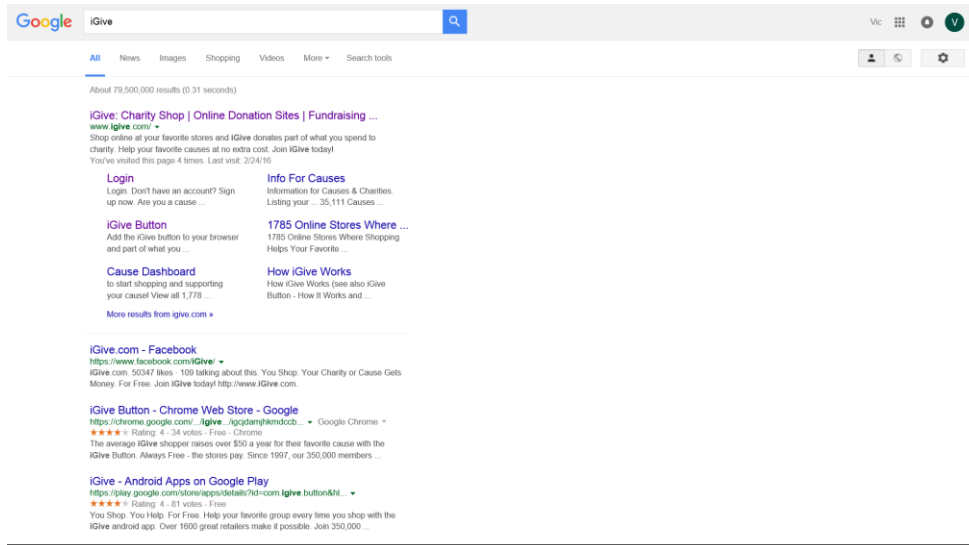 Google
iGive
Vic
V
All News Images Shopping Videos More Search tools
About 79,500,000 results (0.31 seconds)
iGive: Charity Shop | Online Donation Sites | Fundraising ...
www.igive.com/
Shop online at your favorite stores and iGive donates part of what you spend to
charity. Help your favorite causes at no extra cost. Join iGive today!
You've visited this page 4 times. Last visit: 2/24/16
Login
Login. Don't have an account? Sign
up now. Are you a cause ...
Info For Causes
Information for Causes & Charities.
Listing your ... 35,111 Causes ...
iGive Button
Add the iGive button to your browser
and part of what you ...
1785 Online Stores Where ...
1785 Online Stores Where Shopping
Helps Your Favorite ...
Cause Dashboard
to start shopping and supporting
your cause! View all 1,778 ...
How iGive Works
How iGive Works (see also iGive
Button - How It Works and ...
More results from igive.com »
iGive.com - Facebook
https://www.facebook.com/iGive/
iGive.com. 50347 likes · 109 talking about this. You Shop. Your Charity or Cause Gets
Money. For Free. Join iGive today! http://www.iGive.com.
iGive Button - Chrome Web Store - Google
https://chrome.google.com/.../igive.../igcjdamjhkmdccb... Google Chrome
Rating: 4 - 34 votes - Free - Chrome
The average iGive shopper raises over $50 a year for their favorite cause with the
iGive Button. Always Free - the stores pay. Since 1997, our 350,000 members ...
iGive - Android Apps on Google Play
https://play.google.com/store/apps/details?id=com.igive.button&hl...
Rating: 4 - 81 votes - Free
You Shop. You Help. For Free. Help your favorite group every time you shop with the
iGive android app. Over 1600 great retailers make it possible. Join 350,000 ...